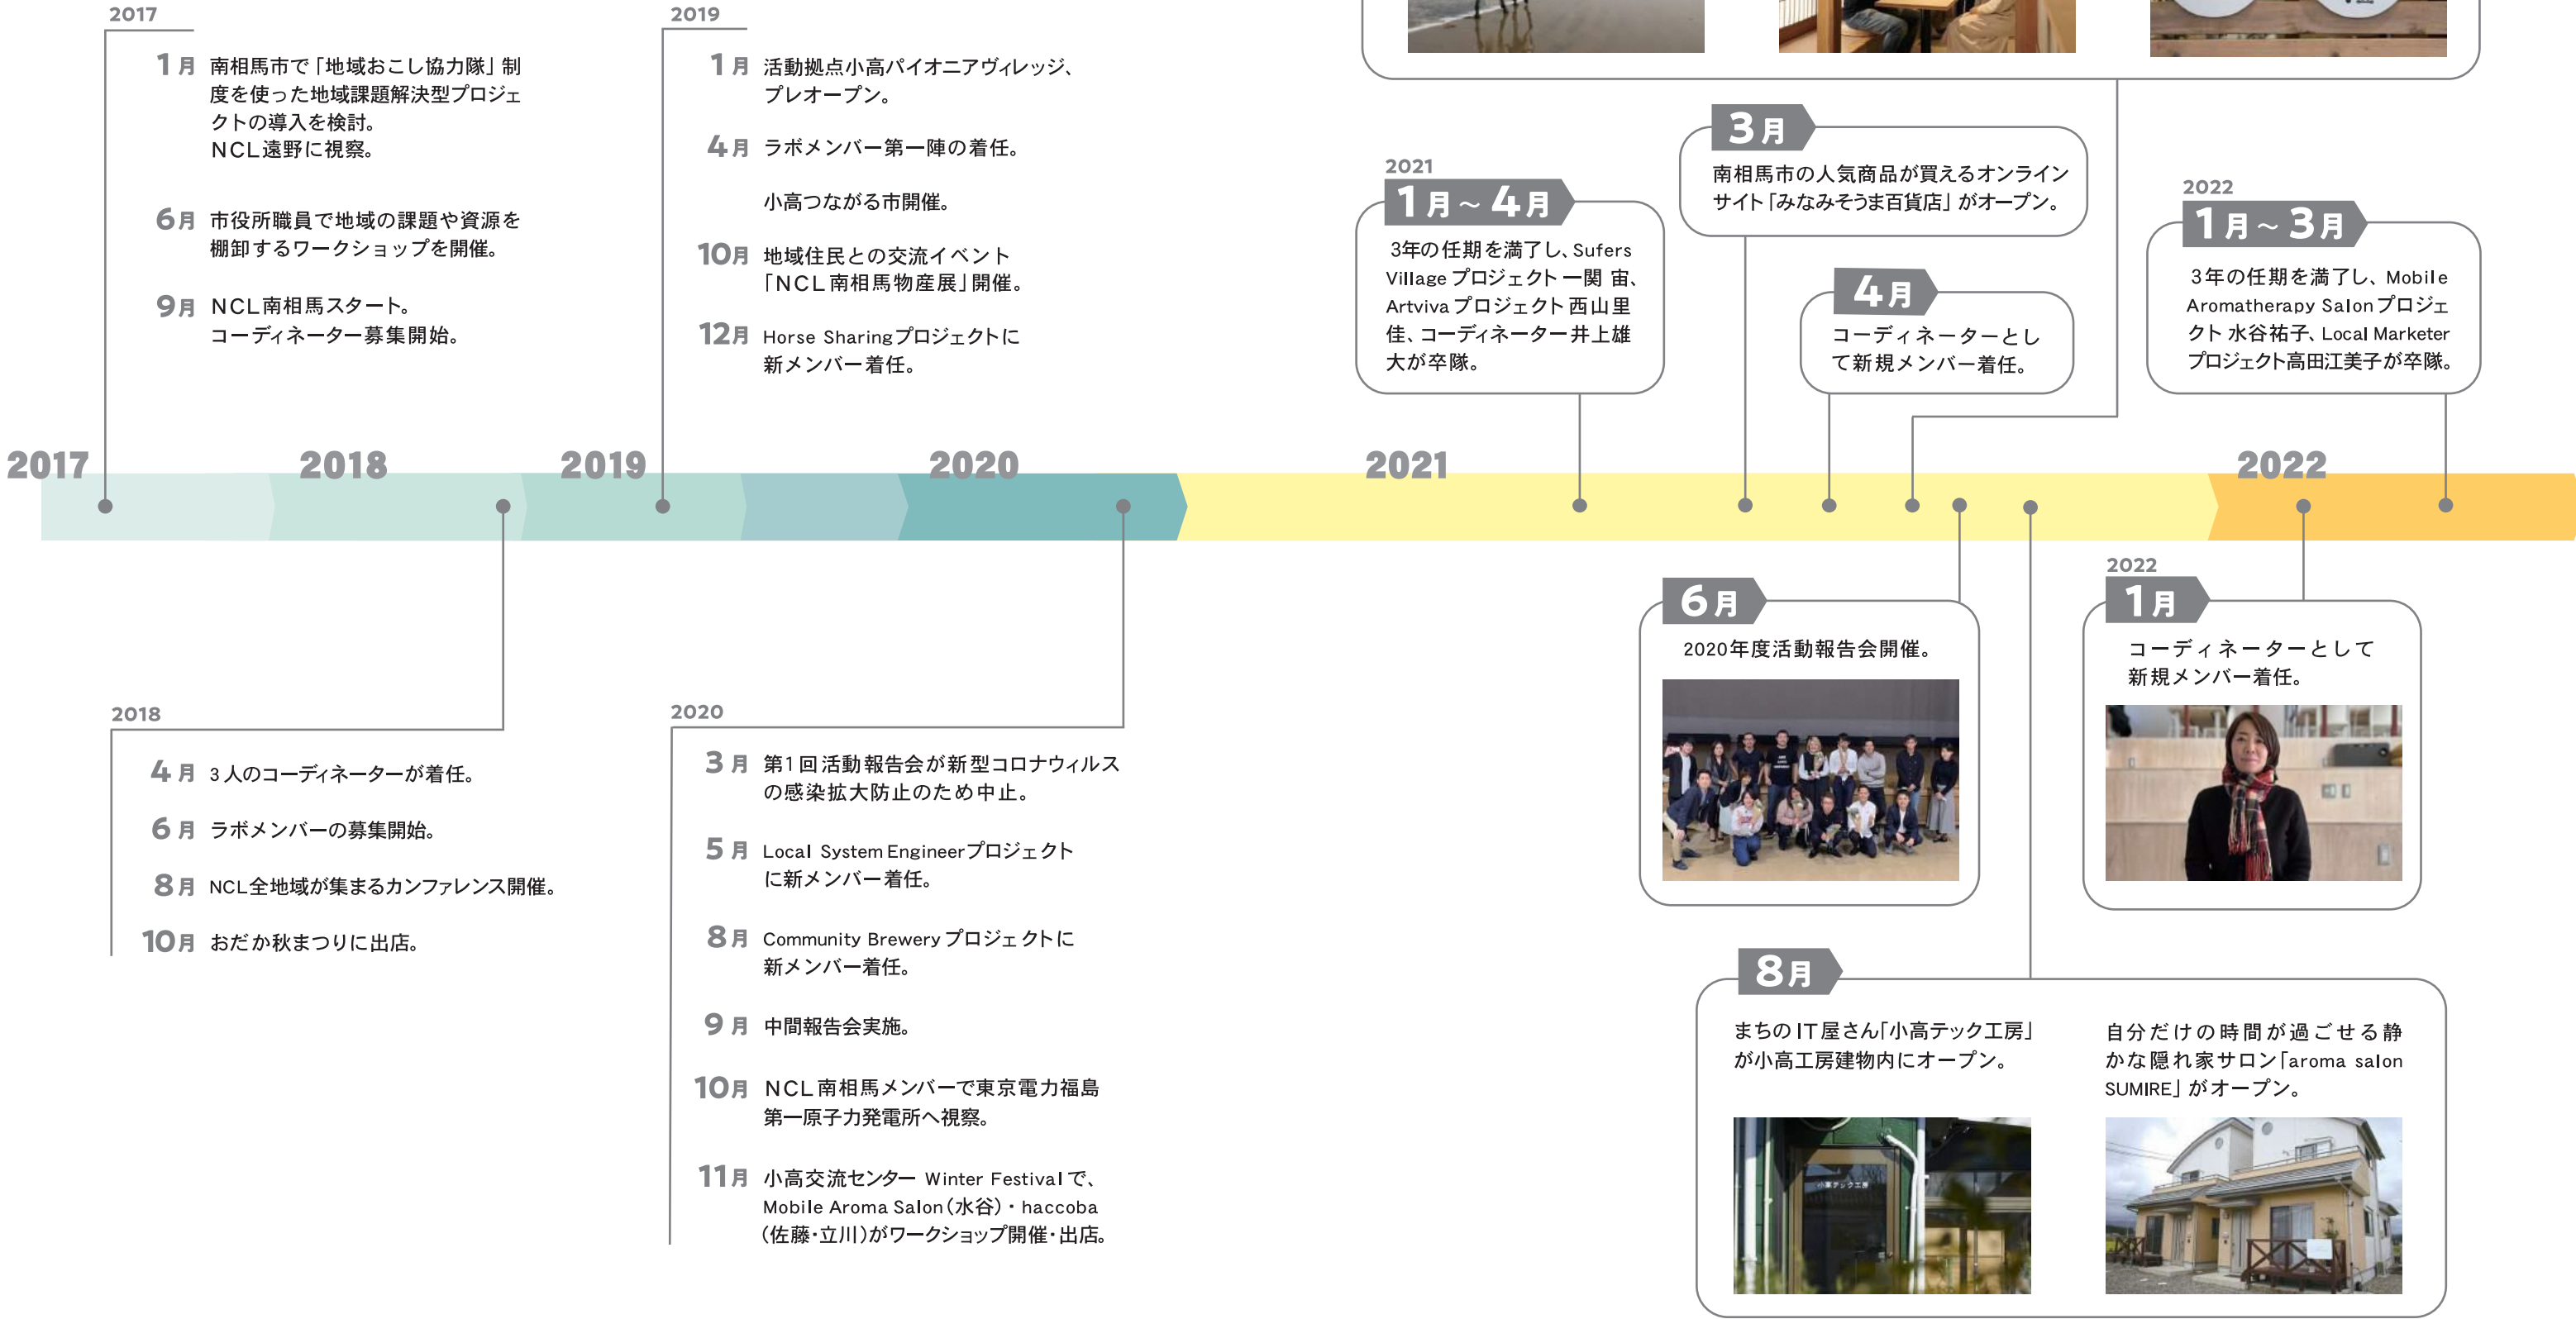 2017
1月 南相馬市で「地域おこし協力隊」制
度を使った地域課題解決型プロジェ
クトの導入を検討。
NCL遠野に視察。
6月 市役所職員で地域の課題や資源を
棚卸するワークショップを開催。
9月 NCL南相馬スタート。
コーディネーター募集開始。
2019
1月 活動拠点小高パイオニアヴィレッジ、
プレオープン。
4月 ラボメンバー第一陣の着任。
小高つながる市開催。
10月 地域住民との交流イベント
「NCL南相馬物産展」開催。
12月 Horse Sharingプロジェクトに
新メンバー着任。
2021
1月～4月
3年の任期を満了し、Sufers
Village プロジェクト一関 宙、
Artvivaプロジェクト 西山里
佳、コーディネーター井上雄
大が卒隊。
3月
南相馬市の人気商品が買えるオンライン
サイト「みなみそうま百貨店」がオープン。
4月
コーディネーターとし
て新規メンバー着任。
2022
1月～3月
3年の任期を満了し、Mobile
Aromatherapy Salonプロジェ
クト 水谷祐子、Local Marketer
プロジェクト高田江美子が卒隊。
2017 2018 2019 2020 2021 2022
2018
4月 3人のコーディネーターが着任。
6月 ラボメンバーの募集開始。
8月 NCL全地域が集まるカンファレンス開催。
10月 おだか秋まつりに出店。
2020
3月 第1回活動報告会が新型コロナウィルス
の感染拡大防止のため中止。
5月 Local System Engineerプロジェクト
に新メンバー着任。
8月 Community Brewery プロジェクトに
新メンバー着任。
9月 中間報告会実施。
10月 NCL南相馬メンバーで東京電力福島
第一原子力発電所へ視察。
11月 小高交流センター Winter Festivalで、
Mobile Aroma Salon（水谷）・haccoba
（佐藤・立川）がワークショップ開催・出店。
6月
2020年度活動報告会開催。
2022
1月
コーディネーターとして
新規メンバー着任。
8月
まちのIT屋さん「小高テック工房」
が小高工房建物内にオープン。
小高テック工房
自分だけの時間が過ごせる静
かな隠れ家サロン「aroma salon
SUMIRE」がオープン。